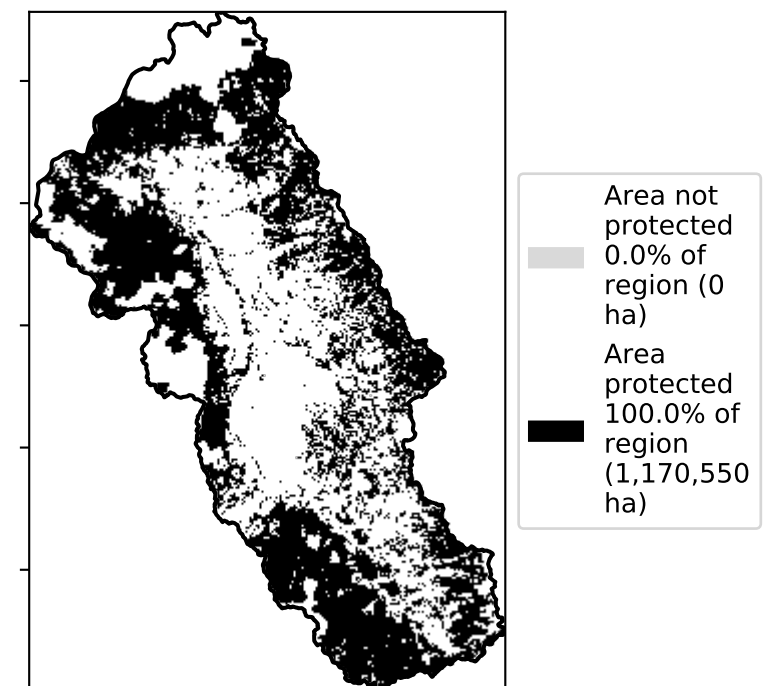 Area not
protected
0.0% of
region (0
ha)
Area
protected
100.0% of
region
(1,170,550
ha)